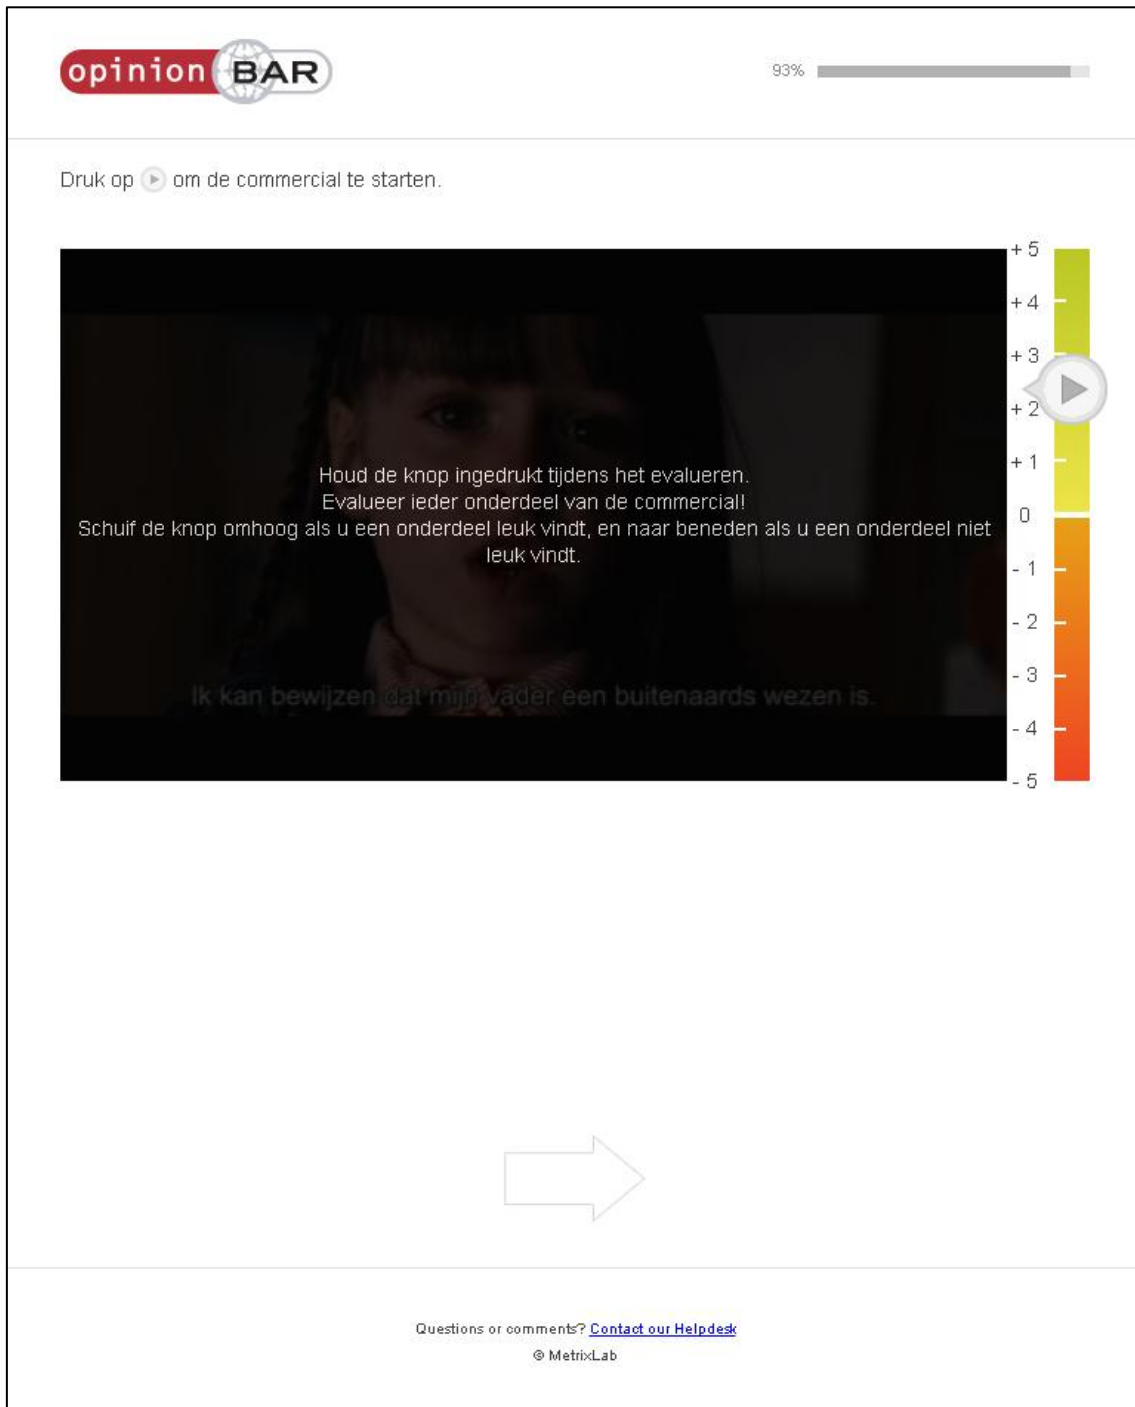 opinion BAR
93%
Druk op om de commercial te starten.
+ 5
+ 4
+ 3
+ 2
+ 1
0
- 1
- 2
- 3
- 4
- 5
Houd de knop ingedrukt tijdens het evalueren.
Evalueer ieder onderdeel van de commercial!
Schuif de knop omhoog als u een onderdeel leuk vindt, en naar beneden als u een onderdeel niet
leuk vindt.
Ik kan bewijzen dat mijn vader een buitenaards wezen is.
Questions or comments? Contact our Helpdesk
© MetrixLab